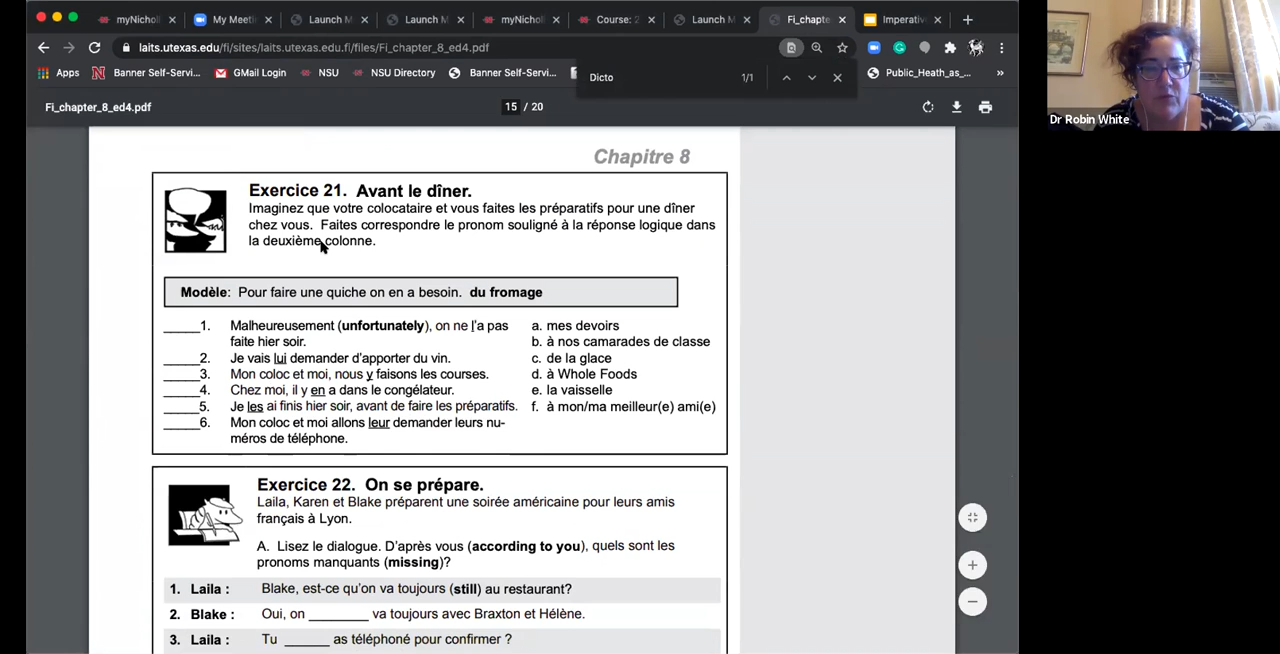 myNichol
My Meeti
Launch M
Launch M
myNichol
Course: 2
Launch M
Fi_chapte
Imperativ
laits.utexas.edu/fi/sites/laits.utexas.edu.fi/files/Fi_chapter_8_ed4.pdf
Apps
Banner Self-Servi...
GMail Login
NSU
NSU Directory
Banner Self-Servi...
Dicto
1/1
Public_Heath_as_...
»
Fi_chapter_8_ed4.pdf
15 / 20
Dr Robin White
Chapitre 8
Exercice 21. Avant le dîner.
Imaginez que votre colocataire et vous faites les préparatifs pour une dîner
chez vous. Faites correspondre le pronom souligné à la réponse logique dans
la deuxième colonne.
Modèle: Pour faire une quiche on en a besoin. du fromage
_____1. Malheureusement (unfortunately), on ne l'a pas
faite hier soir.
_____2. Je vais lui demander d'apporter du vin.
_____3. Mon coloc et moi, nous y faisons les courses.
_____4. Chez moi, il y en a dans le congélateur.
_____5. Je les ai finis hier soir, avant de faire les préparatifs.
_____6. Mon coloc et moi allons leur demander leurs nu-
méros de téléphone.
a. mes devoirs
b. à nos camarades de classe
c. de la glace
d. à Whole Foods
e. la vaisselle
f. à mon/ma meilleur(e) ami(e)
Exercice 22. On se prépare.
Laila, Karen et Blake préparent une soirée américaine pour leurs amis
français à Lyon.
A. Lisez le dialogue. D'après vous (according to you), quels sont les
pronoms manquants (missing)?
1. Laila : Blake, est-ce qu'on va toujours (still) au restaurant?
2. Blake : Oui, on ________ va toujours avec Braxton et Hélène.
3. Laila : Tu ______ as téléphoné pour confirmer ?